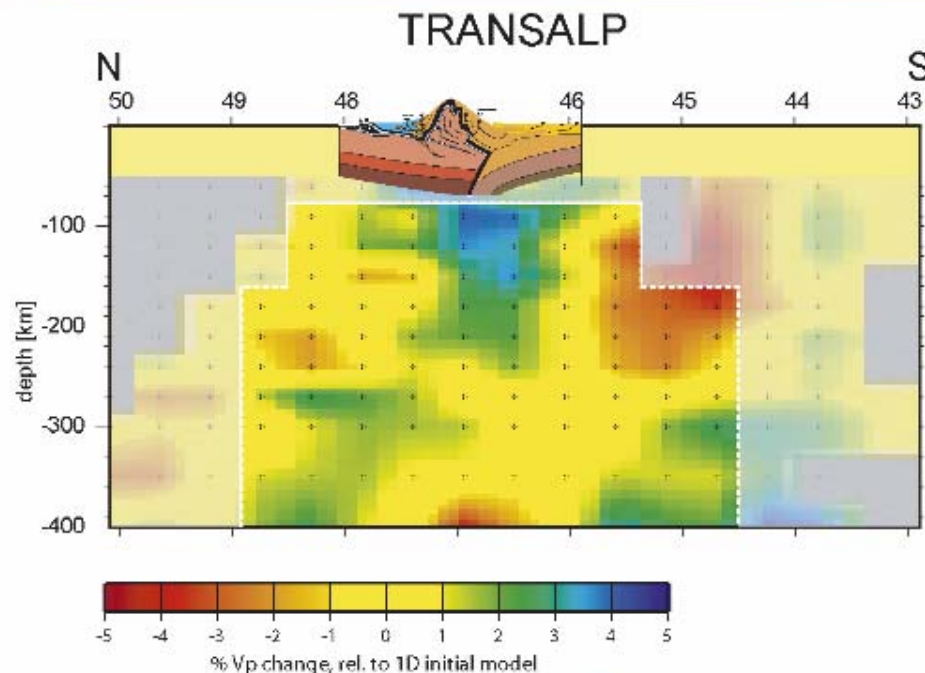 TRANSALP
N S
50 49 48 46 45 44 43
-100
-200
-300
-400
depth [km]
-5 -4 -3 -2 -1 0 1 2 3 4 5
% Vp change, rel. to 1D initial model